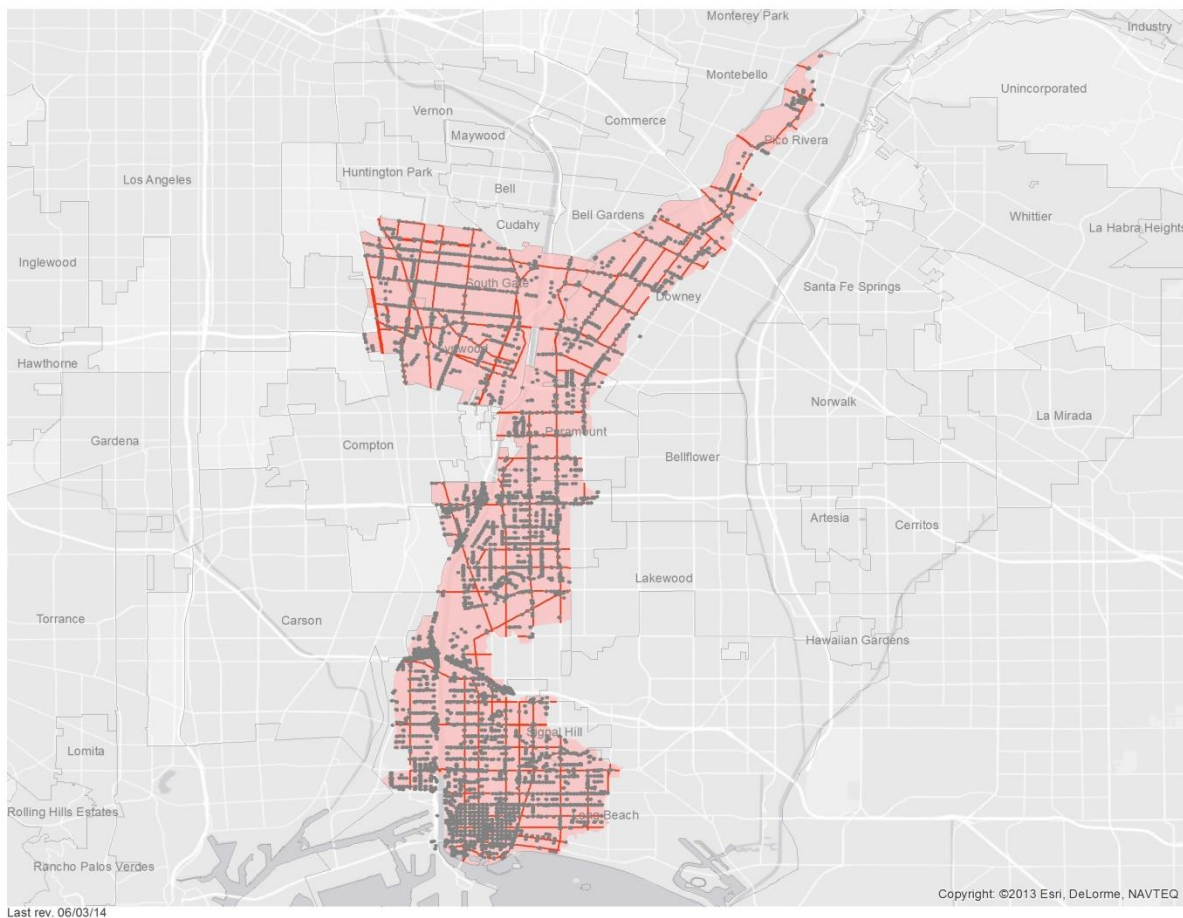 Monterey Park
Industry
Montebello
Unincorporated
Vernon
Commerce
Maywood
Pico Rivera
Los Angeles
Huntington Park
Bell
Whittier
Bell Gardens
Cudahy
La Habra Heights
Inglewood
South Gate
Santa Fe Springs
Downey
Lynwood
Hawthorne
Norwalk
La Mirada
Gardena
Compton
Paramount
Bellflower
Artesia
Cerritos
Lakewood
Torrance
Carson
Hawaiian Gardens
Signal Hill
Lomita
Rolling Hills Estates
Long Beach
Rancho Palos Verdes
Copyright: ©2013 Esri, DeLorme, NAVTEQ
Last rev. 06/03/14